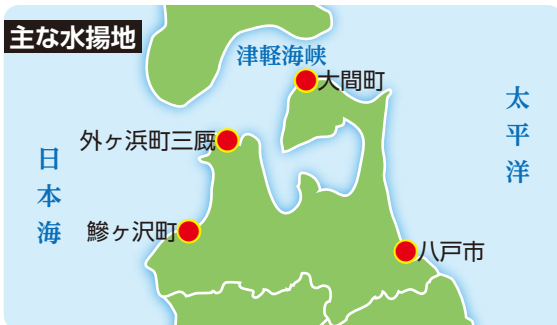 主な水揚地
津軽海峡
大間町
太平洋
外ヶ浜町三厩
日本海
鰺ヶ沢町
八戸市